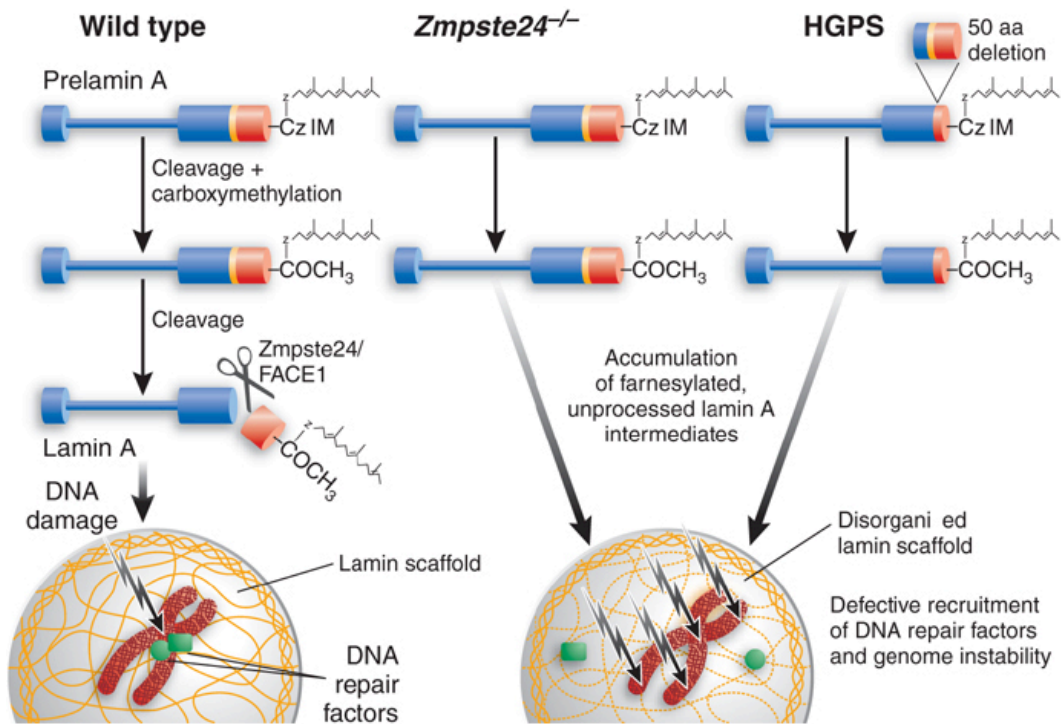 Wild type
Zmpste24–/–
HGPS
50 aa
deletion
Prelamin A
z
Cz IM
z
Cz IM
z
Cz IM
Cleavage +
carboxymethylation
z
COCH3
z
COCH3
z
COCH3
Cleavage
Zmpste24/
FACE1
Accumulation
of farnesylated,
unprocessed lamin A
intermediates
Lamin A
z
COCH3
DNA
damage
Lamin scaffold
Disorgani ed
lamin scaffold
Defective recruitment
of DNA repair factors
and genome instability
DNA
repair
factors